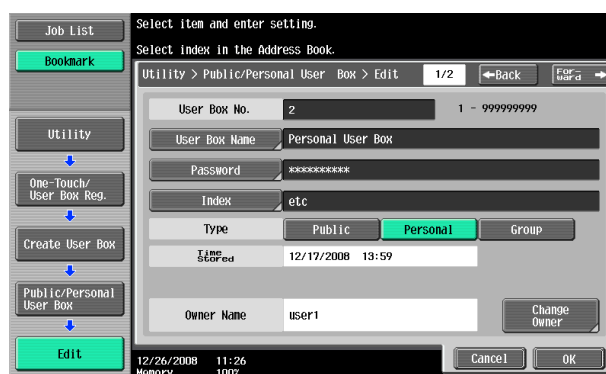 Job List
Bookmark
Select item and enter setting.
Select index in the Address Book.
Utility > Public/Personal User Box > Edit 1/2 ←Back For-ward →
User Box No. 2 1 - 999999999
Utility
User Box Name Personal User Box
Password **********
One-Touch/
User Box Reg.
Index etc
Type Public Personal Group
Create User Box
Time
Stored 12/17/2008 13:59
Public/Personal
User Box
Owner Name user1 Change
Owner
Edit
12/26/2008 11:26
Memory 100%
Cancel OK